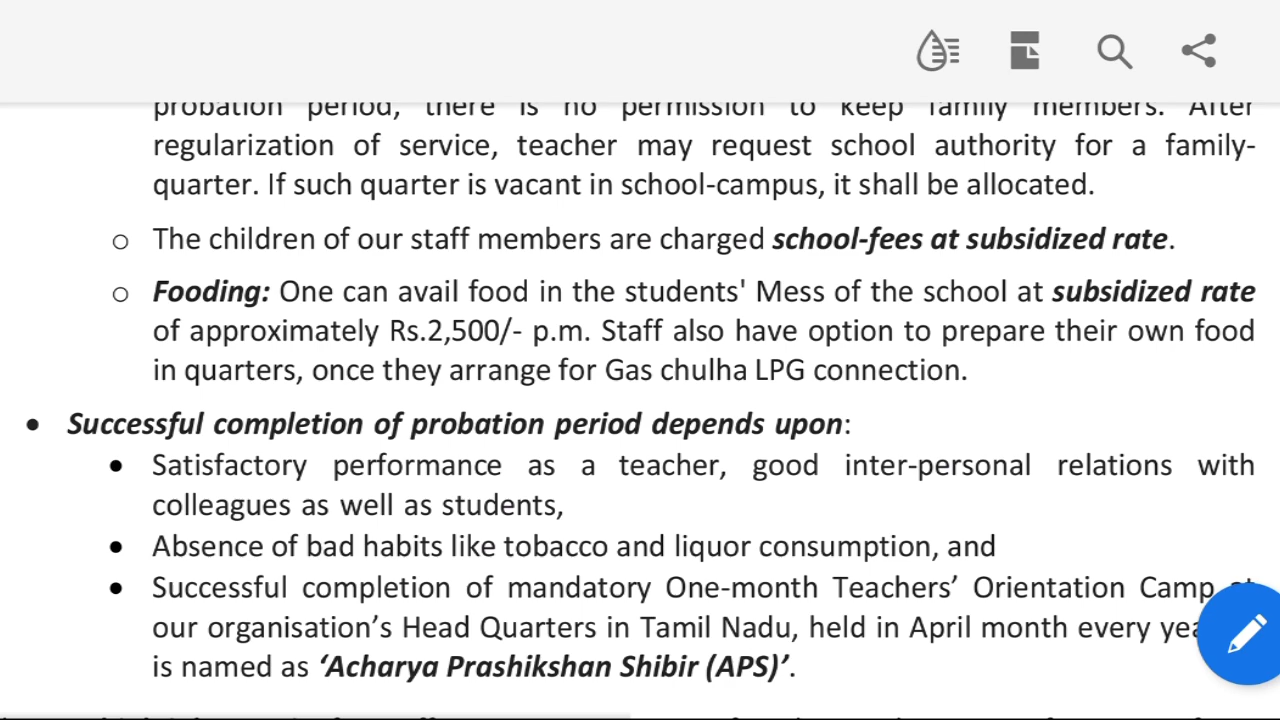 probation period, there is no permission to keep family members. After
regularization of service, teacher may request school authority for a family-
quarter. If such quarter is vacant in school-campus, it shall be allocated.
o The children of our staff members are charged school-fees at subsidized rate.
o Fooding: One can avail food in the students' Mess of the school at subsidized rate
of approximately Rs.2,500/- p.m. Staff also have option to prepare their own food
in quarters, once they arrange for Gas chulha LPG connection.
• Successful completion of probation period depends upon:
• Satisfactory performance as a teacher, good inter-personal relations with
colleagues as well as students,
• Absence of bad habits like tobacco and liquor consumption, and
• Successful completion of mandatory One-month Teachers’ Orientation Camp at
our organisation’s Head Quarters in Tamil Nadu, held in April month every
is named as ‘Acharya Prashikshan Shibir (APS)’.